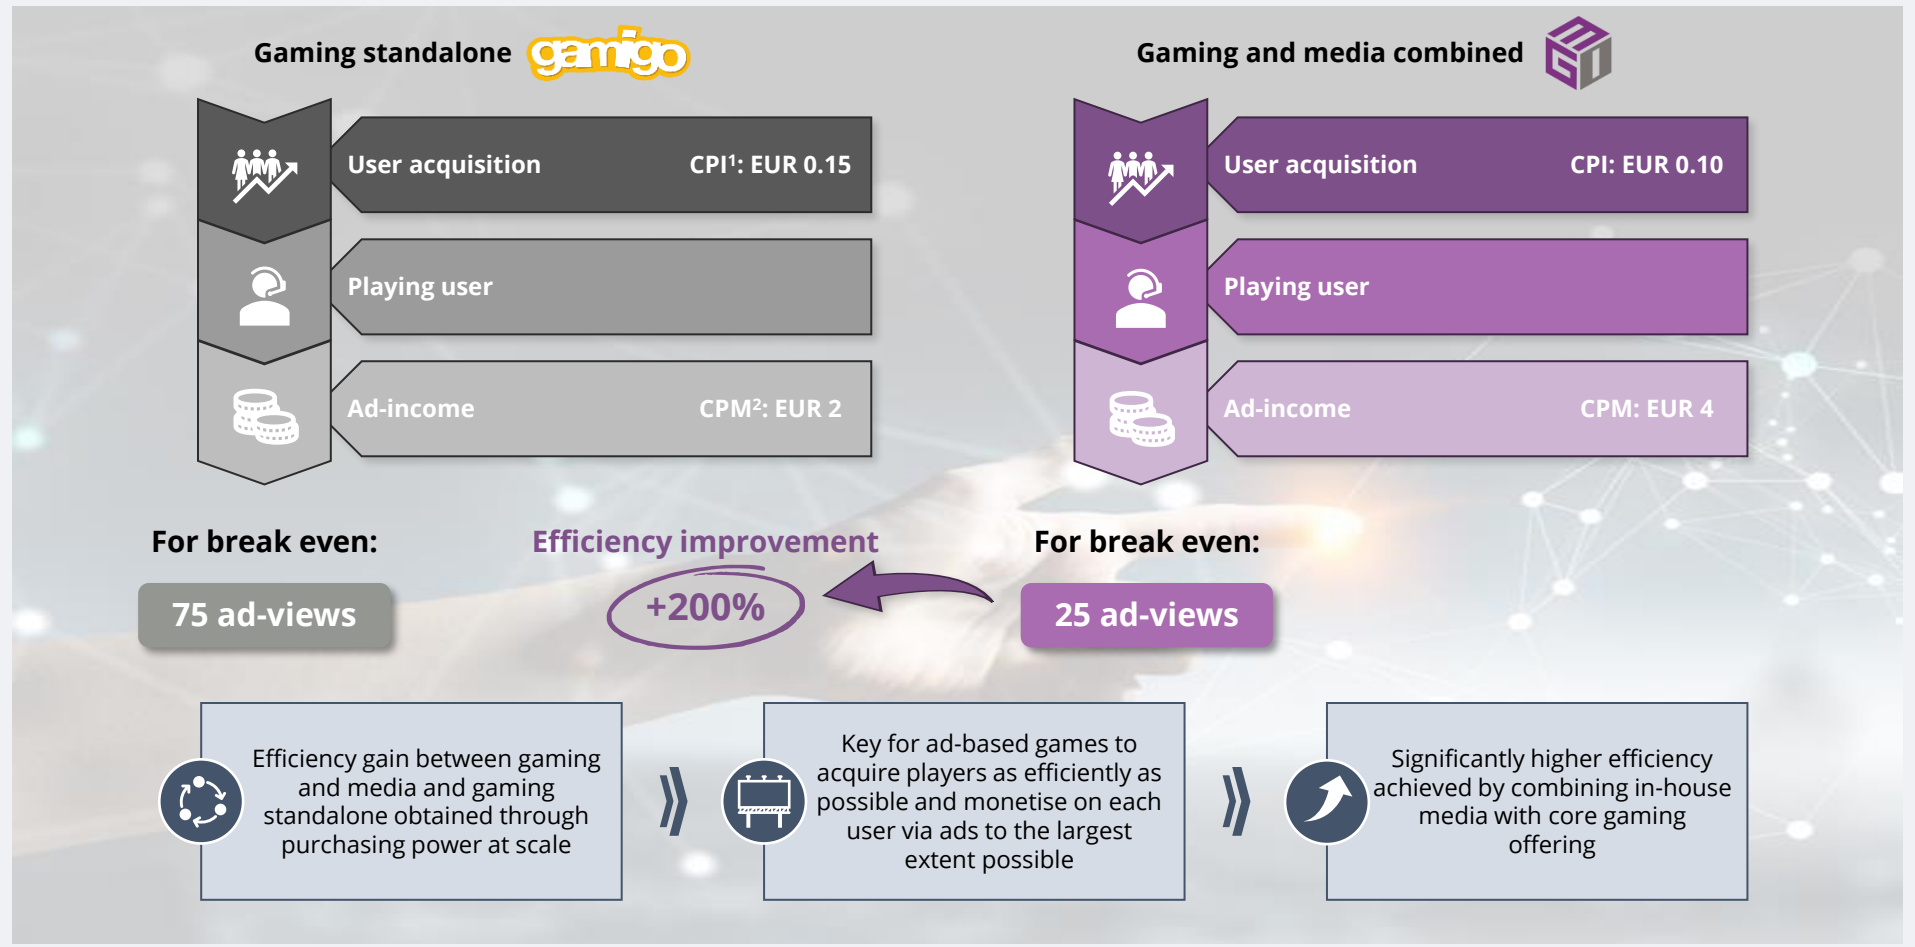 Gaming standalone gamigo
User acquisition CPI¹: EUR 0.15
Playing user
Ad-income CPM²: EUR 2
Gaming and media combined MGI
User acquisition CPI: EUR 0.10
Playing user
Ad-income CPM: EUR 4
For break even:
75 ad-views
Efficiency improvement
+200%
For break even:
25 ad-views
Efficiency gain between gaming
and media and gaming
standalone obtained through
purchasing power at scale
Key for ad-based games to
acquire players as efficiently as
possible and monetise on each
user via ads to the largest
extent possible
Significantly higher efficiency
achieved by combining in-house
media with core gaming
offering